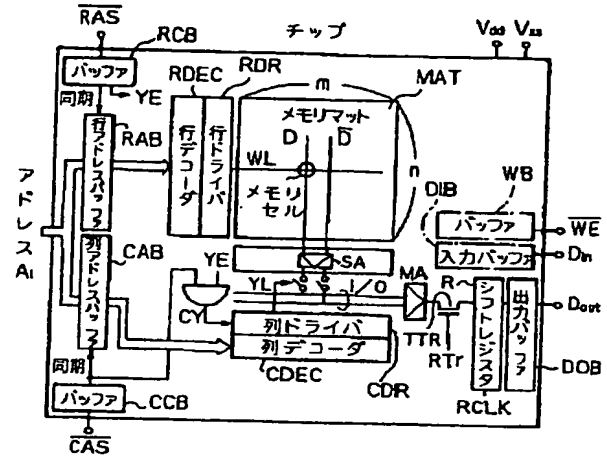 RAS
チップ
Vdd
Vss
RCB
バッファ
同期
YE
RAB
行アドレスバッファ
RDEC
RDR
行デコーダ
行ドライバ
m
MAT
メモリマット
D
D
WL
n
メモリ
セル
アドレスAi
CAB
列アドレスバッファ
同期
バッファ
CCB
CAS
YE
CY
SA
YL
I/O
MA
列ドライバ
列デコーダ
CDEC
CDR
TTR
RTr
R
シフトレジスタ
RCLK
出力バッファ
DIB
WB
バッファ
WE
入力バッファ
Din
Dout
DOB